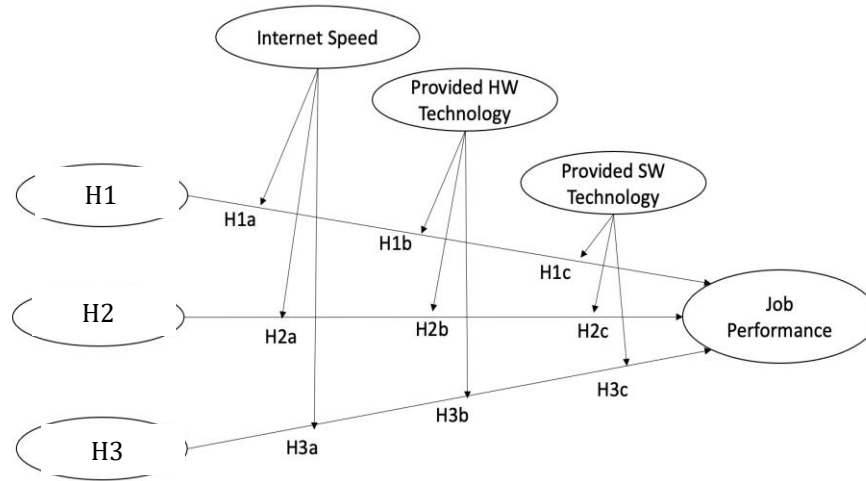 Internet Speed
Provided HW
Technology
Provided SW
Technology
H1
H1a
H1b
H1c
H2
H2a
H2b
H2c
Job
Performance
H3
H3a
H3b
H3c